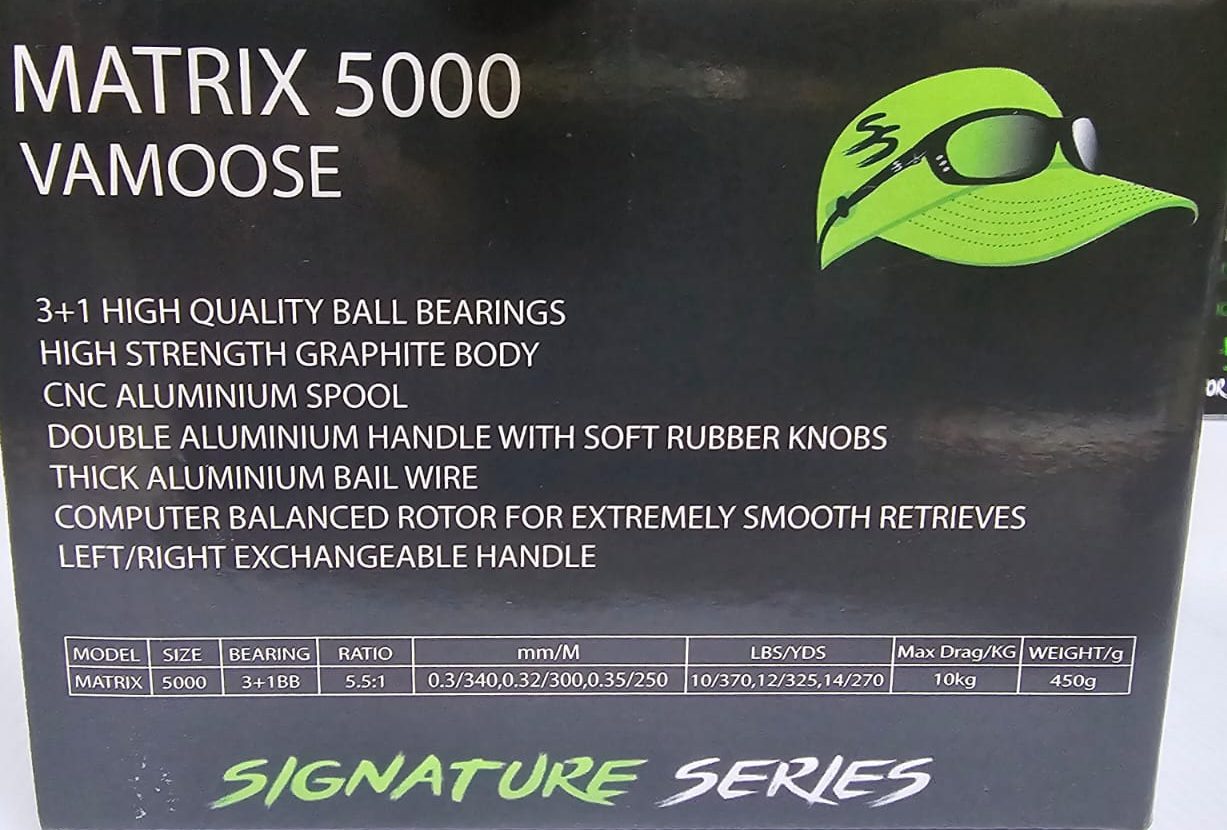 MATRIX 5000
VAMOOSE
3+1 HIGH QUALITY BALL BEARINGS
HIGH STRENGTH GRAPHITE BODY
CNC ALUMINIUM SPOOL
DOUBLE ALUMINIUM HANDLE WITH SOFT RUBBER KNOBS
THICK ALUMINIUM BAIL WIRE
COMPUTER BALANCED ROTOR FOR EXTREMELY SMOOTH RETRIEVES
LEFT/RIGHT EXCHANGEABLE HANDLE
MODEL SIZE BEARING RATIO mm/M LBS/YDS Max Drag/KG WEIGHT/g
MATRIX 5000 3+1BB 5.5:1 0.3/340,0.32/300,0.35/250 10/370,12/325,14/270 10kg 450g
SIGNATURE SERIES